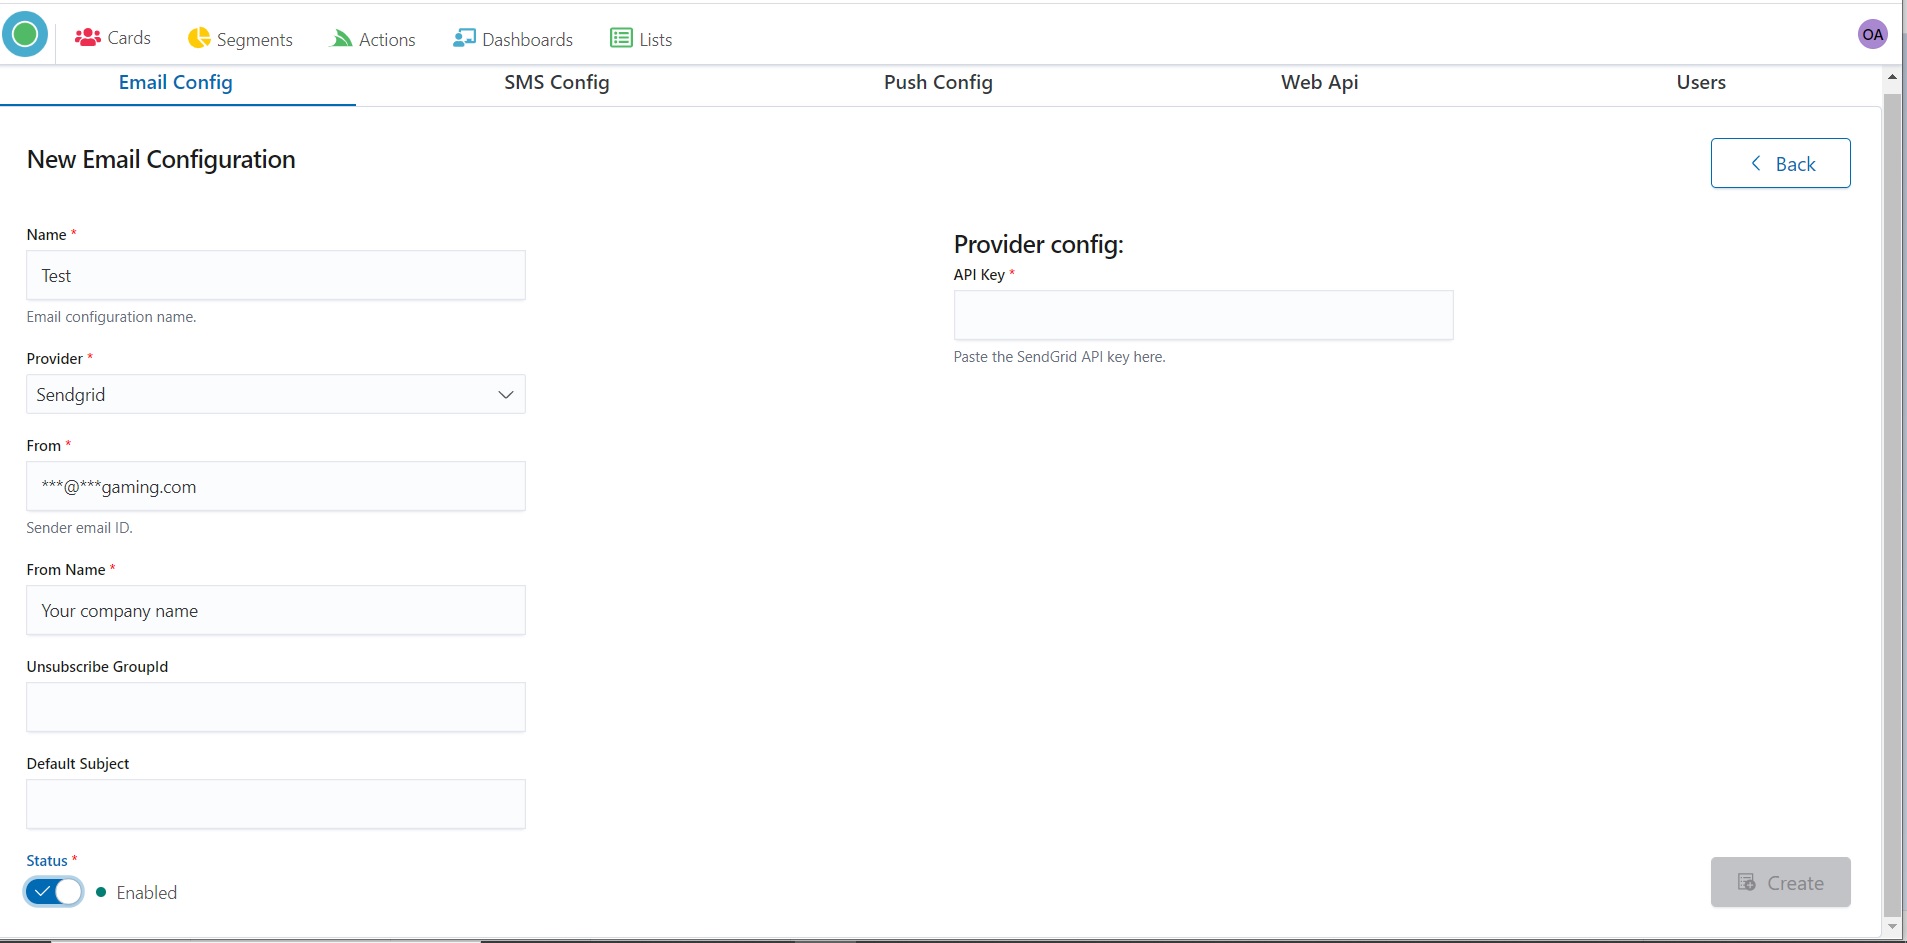 Cards
Segments
Actions
Dashboards
Lists
OA
Email Config
SMS Config
Push Config
Web Api
Users
New Email Configuration
Back
Name *
Test
Email configuration name.
Provider *
Sendgrid
From *
***@***gaming.com
Sender email ID.
From Name *
Your company name
Unsubscribe GroupId
Default Subject
Status *
Enabled
Provider config:
API Key *
Paste the SendGrid API key here.
Create